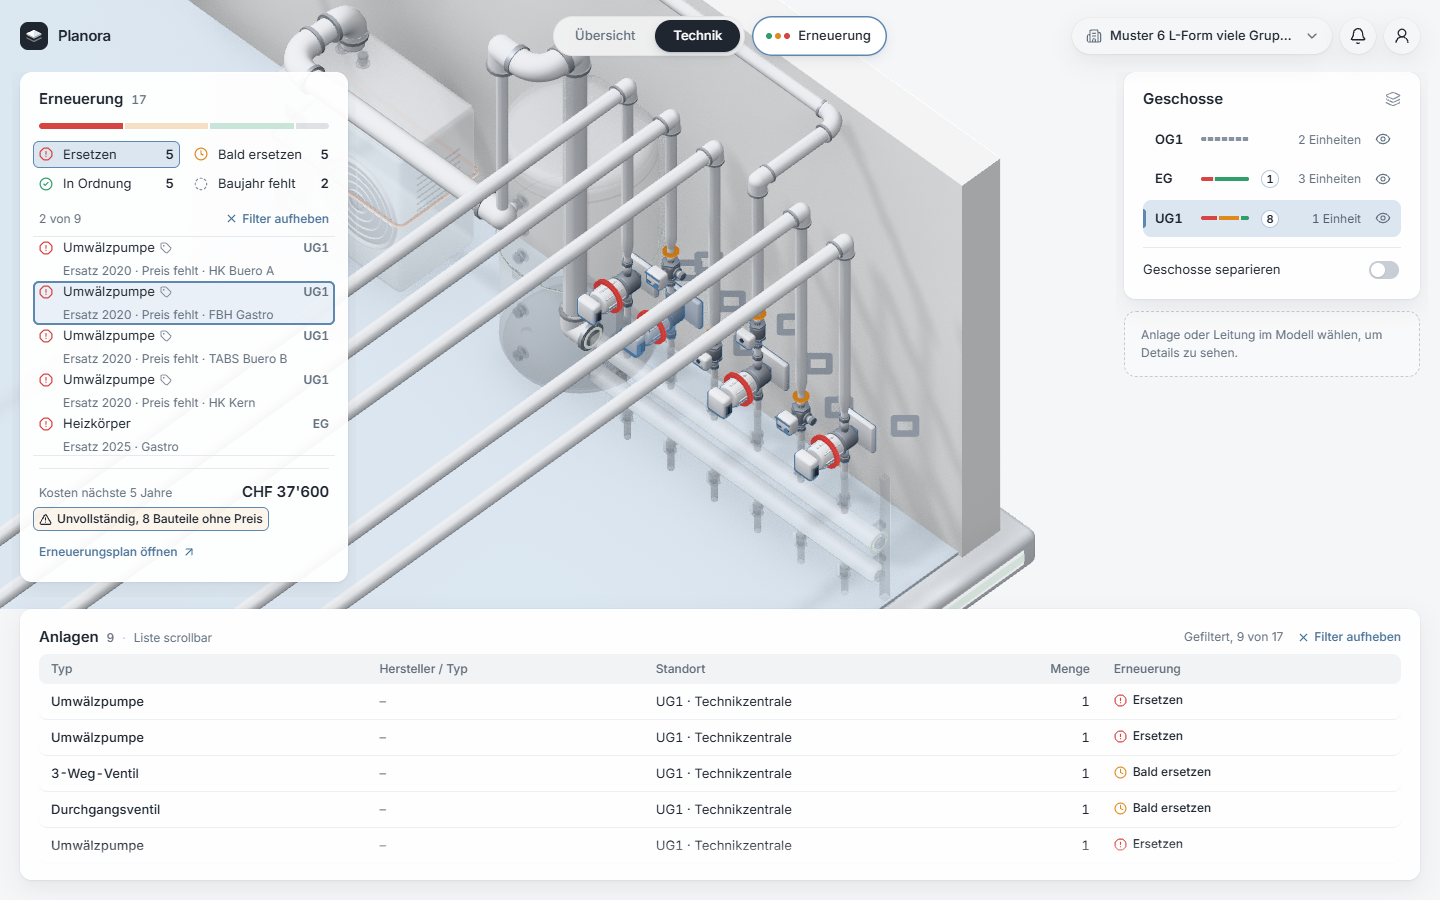 Planora
Übersicht
Technik
Erneuerung
Muster 6 L-Form viele Grup...
Erneuerung 17
Ersetzen 5
Bald ersetzen 5
In Ordnung 5
Baujahr fehlt 2
2 von 9
Filter aufheben
Umwälzpumpe UG1
Ersatz 2020 · Preis fehlt · HK Buero A
Umwälzpumpe UG1
Ersatz 2020 · Preis fehlt · FBH Gastro
Umwälzpumpe UG1
Ersatz 2020 · Preis fehlt · TABS Buero B
Umwälzpumpe UG1
Ersatz 2020 · Preis fehlt · HK Kern
Heizkörper EG
Ersatz 2025 · Gastro
Kosten nächste 5 Jahre CHF 37'600
Unvollständig, 8 Bauteile ohne Preis
Erneuerungsplan öffnen
Geschosse
OG1 2 Einheiten
EG 1 3 Einheiten
UG1 8 1 Einheit
Geschosse separieren
Anlage oder Leitung im Modell wählen, um
Details zu sehen.
Anlagen 9 · Liste scrollbar
Gefiltert, 9 von 17
Filter aufheben
Typ Hersteller / Typ Standort Menge Erneuerung
Umwälzpumpe – UG1 · Technikzentrale 1 Ersetzen
Umwälzpumpe – UG1 · Technikzentrale 1 Ersetzen
3-Weg-Ventil – UG1 · Technikzentrale 1 Bald ersetzen
Durchgangsventil – UG1 · Technikzentrale 1 Bald ersetzen
Umwälzpumpe – UG1 · Technikzentrale 1 Ersetzen